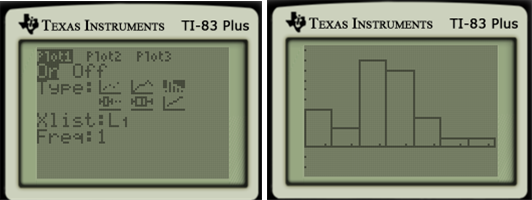 TEXAS INSTRUMENTS TI-83 Plus
Plot1 Plot2 Plot3
On Off
Type:
Xlist:L1
Freq:1
TEXAS INSTRUMENTS TI-83 Plus